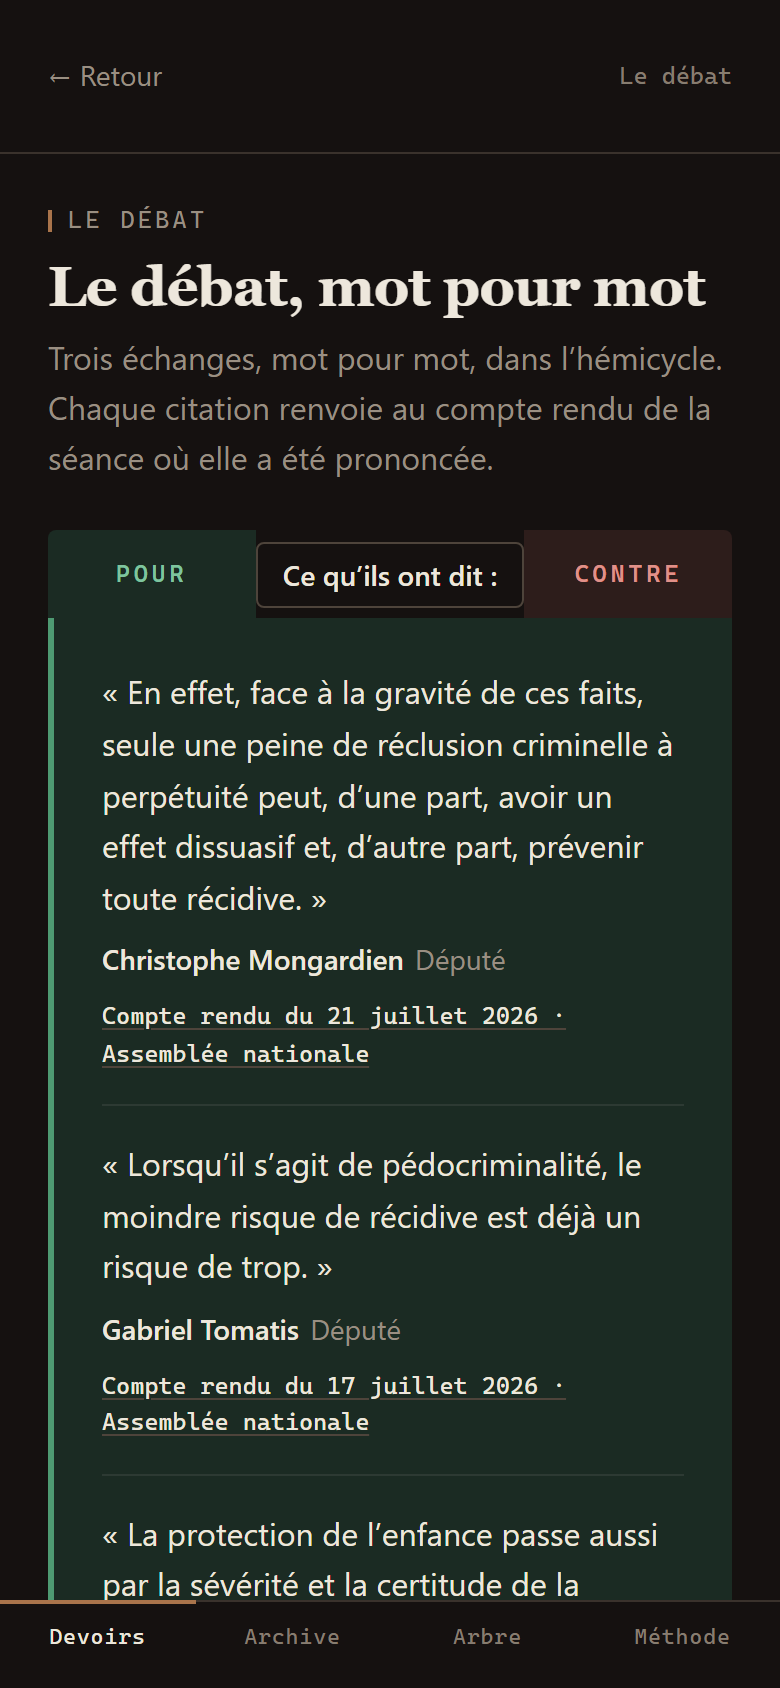 ← Retour
Le débat
LE DÉBAT
Le débat, mot pour mot
Trois échanges, mot pour mot, dans l’hémicycle.
Chaque citation renvoie au compte rendu de la
séance où elle a été prononcée.
POUR
Ce qu’ils ont dit :
CONTRE
« En effet, face à la gravité de ces faits,
seule une peine de réclusion criminelle à
perpétuité peut, d’une part, avoir un
effet dissuasif et, d’autre part, prévenir
toute récidive. »
Christophe Mongardien Député
Compte rendu du 21 juillet 2026 ·
Assemblée nationale
« Lorsqu’il s’agit de pédocriminalité, le
moindre risque de récidive est déjà un
risque de trop. »
Gabriel Tomatis Député
Compte rendu du 17 juillet 2026 ·
Assemblée nationale
« La protection de l’enfance passe aussi
par la sévérité et la certitude de la
Devoirs
Archive
Arbre
Méthode